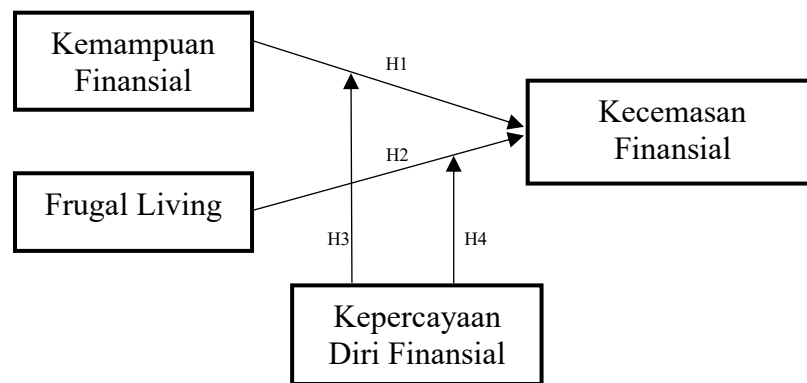 Kemampuan
Finansial
H1
Kecemasan
Finansial
H2
Frugal Living
H3
H4
Kepercayaan
Diri Finansial